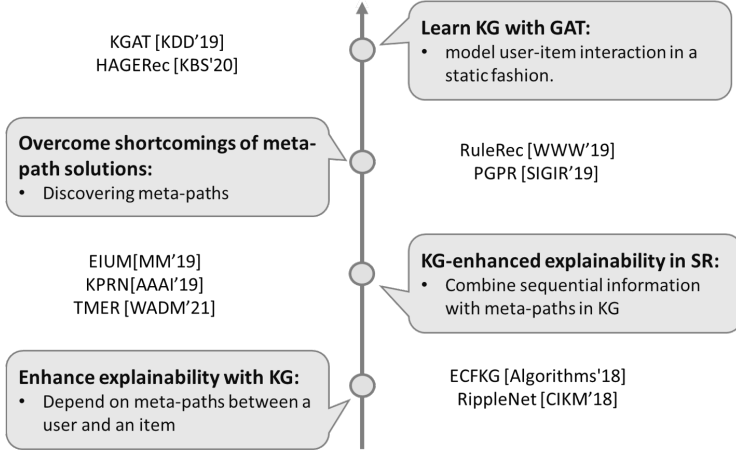 KGAT [KDD’19]
HAGERec [KBS'20]
Learn KG with GAT:
• model user-item interaction in a
static fashion.
Overcome shortcomings of meta-
path solutions:
• Discovering meta-paths
RuleRec [WWW’19]
PGPR [SIGIR’19]
EIUM[MM’19]
KPRN[AAAI’19]
TMER [WADM’21]
KG-enhanced explainability in SR:
• Combine sequential information
with meta-paths in KG
Enhance explainability with KG:
• Depend on meta-paths between a
user and an item
ECFKG [Algorithms'18]
RippleNet [CIKM’18]